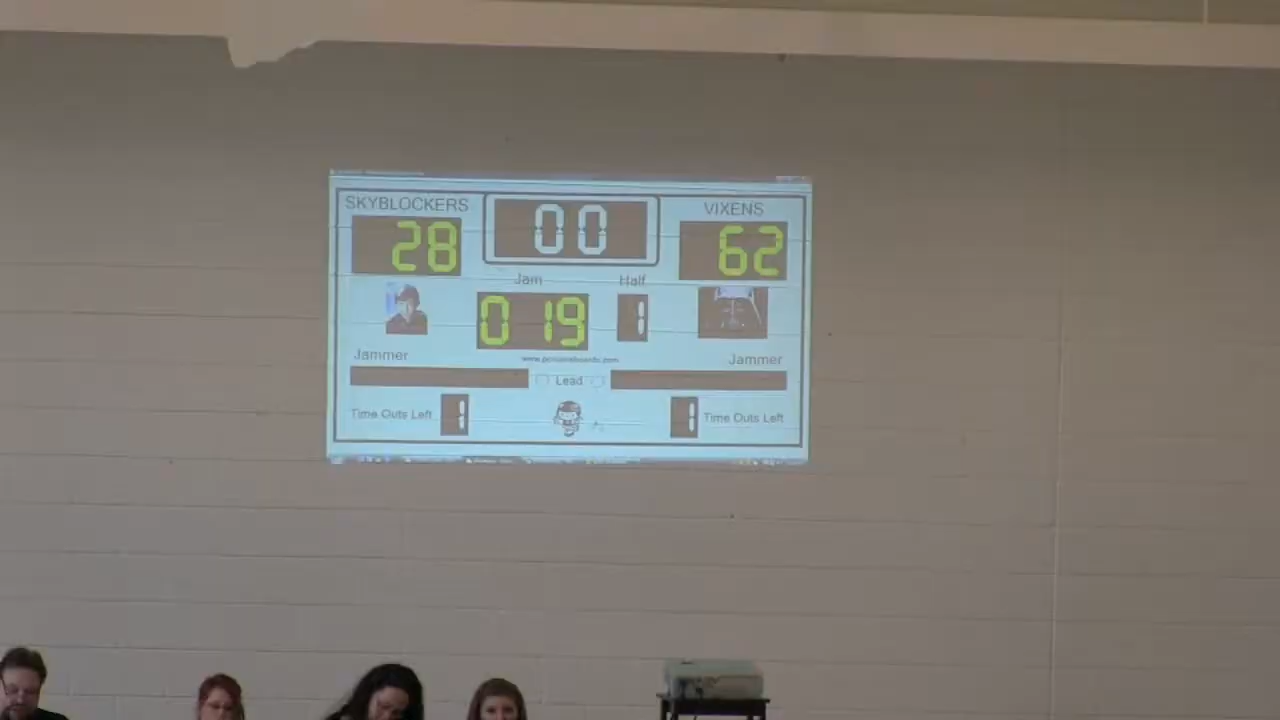 SKYBLOCKERS 00 VIXENS
28 62
Jam Half
0 19 1
Jammer Jammer
Lead
Time Outs Left 1 1 Time Outs Left